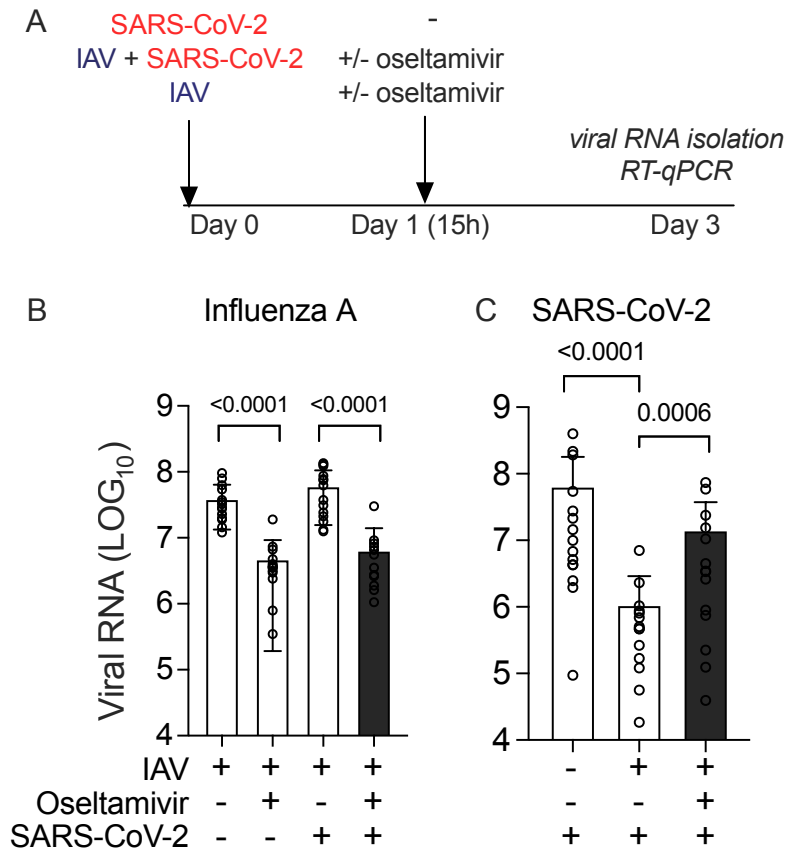 A
SARS-CoV-2 -
IAV + SARS-CoV-2 +/- oseltamivir
IAV +/- oseltamivir
viral RNA isolation
RT-qPCR
Day 0 Day 1 (15h) Day 3
B Influenza A
<0.0001 <0.0001
9
8
7
6
5
4
Viral RNA (LOG10)
IAV + + + +
Oseltamivir - + - +
SARS-CoV-2 - - + +
C SARS-CoV-2
<0.0001
0.0006
9
8
7
6
5
4
- + +
- - +
+ + +